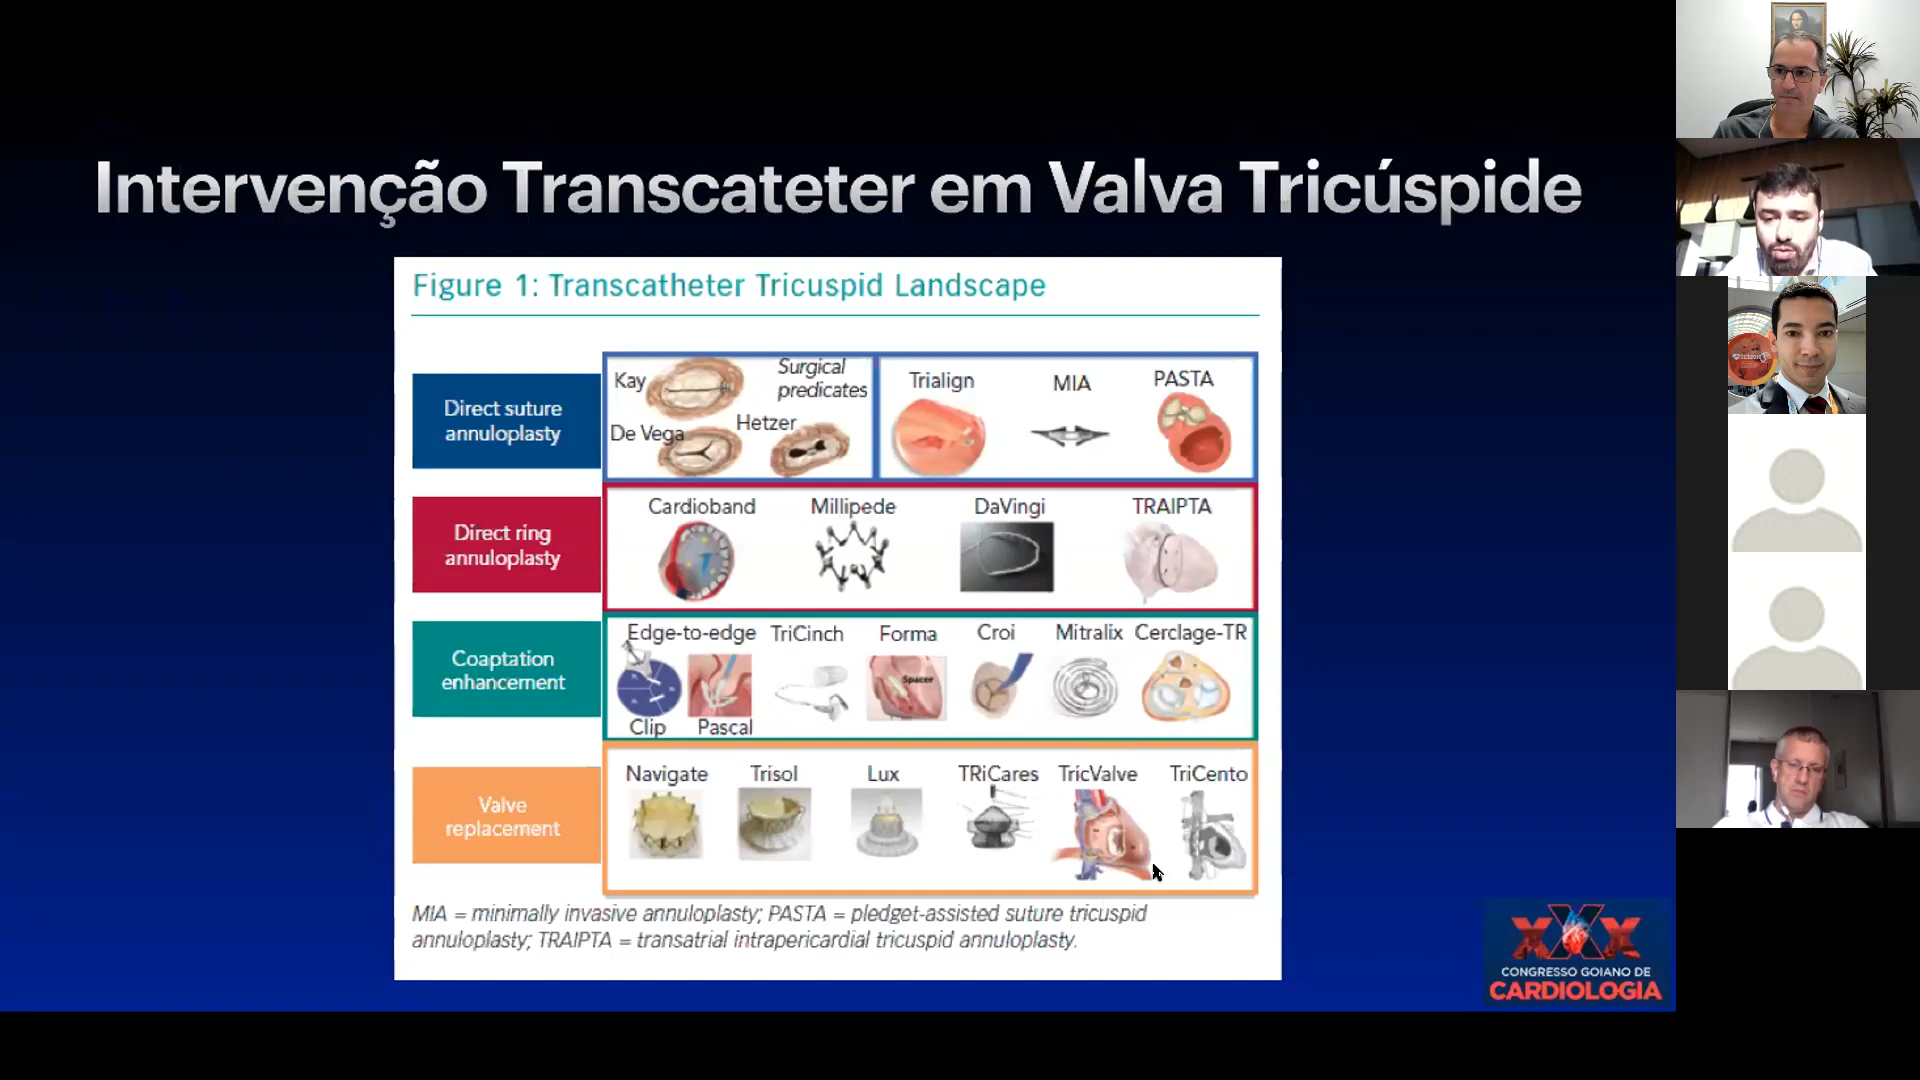 Intervenção Transcateter em Valva Tricúspide
Figure 1: Transcatheter Tricuspid Landscape
Direct suture
annuloplasty
Kay
Surgical
predicates
De Vega
Hetzer
Trialign
MIA
PASTA
Direct ring
annuloplasty
Cardioband
Millipede
DaVingi
TRAIPTA
Coaptation
enhancement
Edge-to-edge
Clip
Pascal
TriCinch
Forma
Spacer
Croi
Mitralix
Cerclage-TR
Valve
replacement
Navigate
Trisol
Lux
TRiCares
TricValve
TriCento
MIA = minimally invasive annuloplasty; PASTA = pledget-assisted suture tricuspid
annuloplasty; TRAIPTA = transatrial intrapericardial tricuspid annuloplasty.
XXX
CONGRESSO GOIANO DE
CARDIOLOGIA